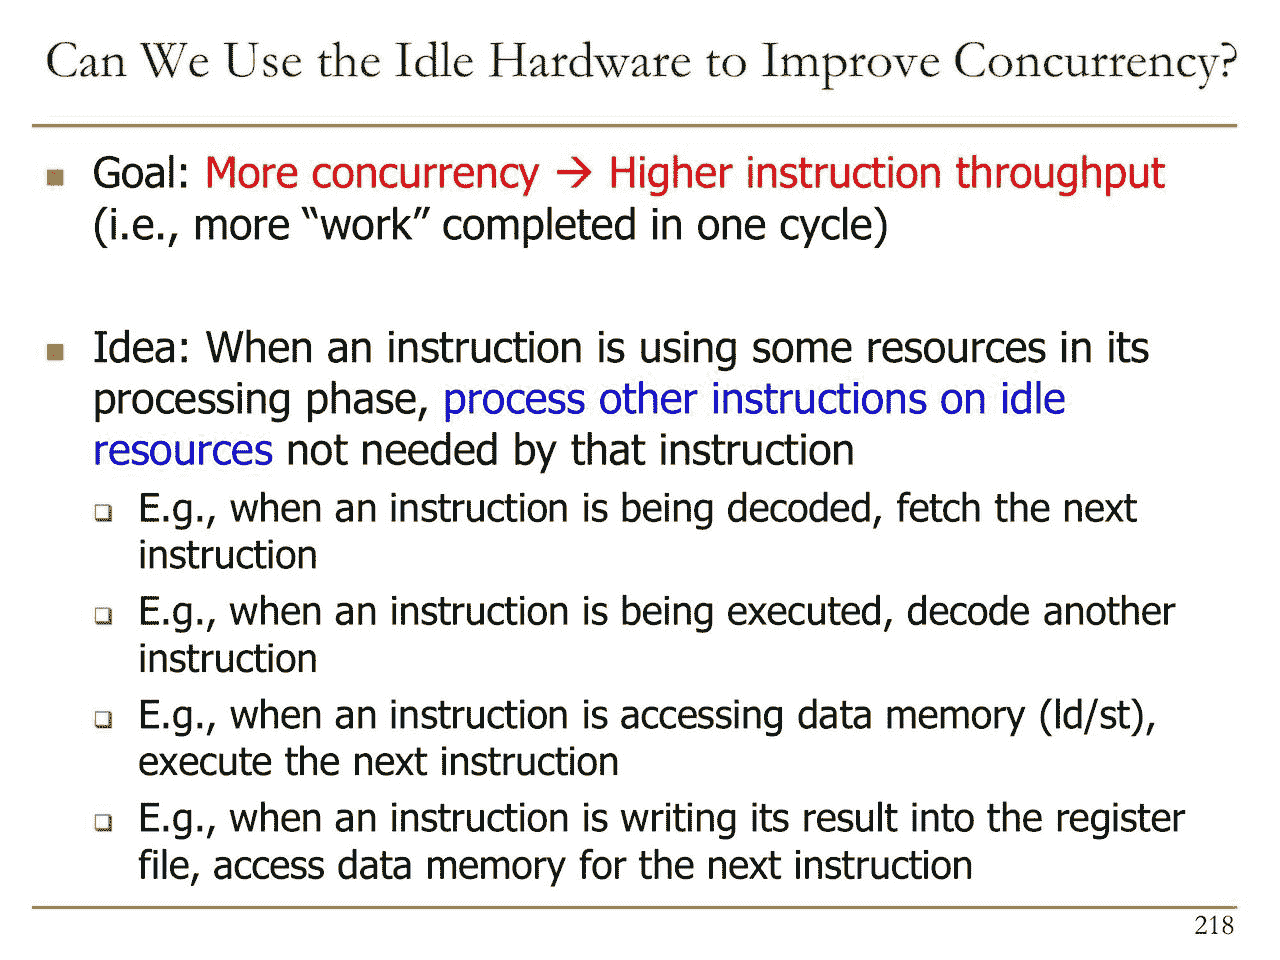 Can We Use the Idle Hardware to Improve Concurrency?
Goal: More concurrency → Higher instruction throughput
(i.e., more “work” completed in one cycle)
Idea: When an instruction is using some resources in its
processing phase, process other instructions on idle
resources not needed by that instruction
E.g., when an instruction is being decoded, fetch the next
instruction
E.g., when an instruction is being executed, decode another
instruction
E.g., when an instruction is accessing data memory (ld/st),
execute the next instruction
E.g., when an instruction is writing its result into the register
file, access data memory for the next instruction
218